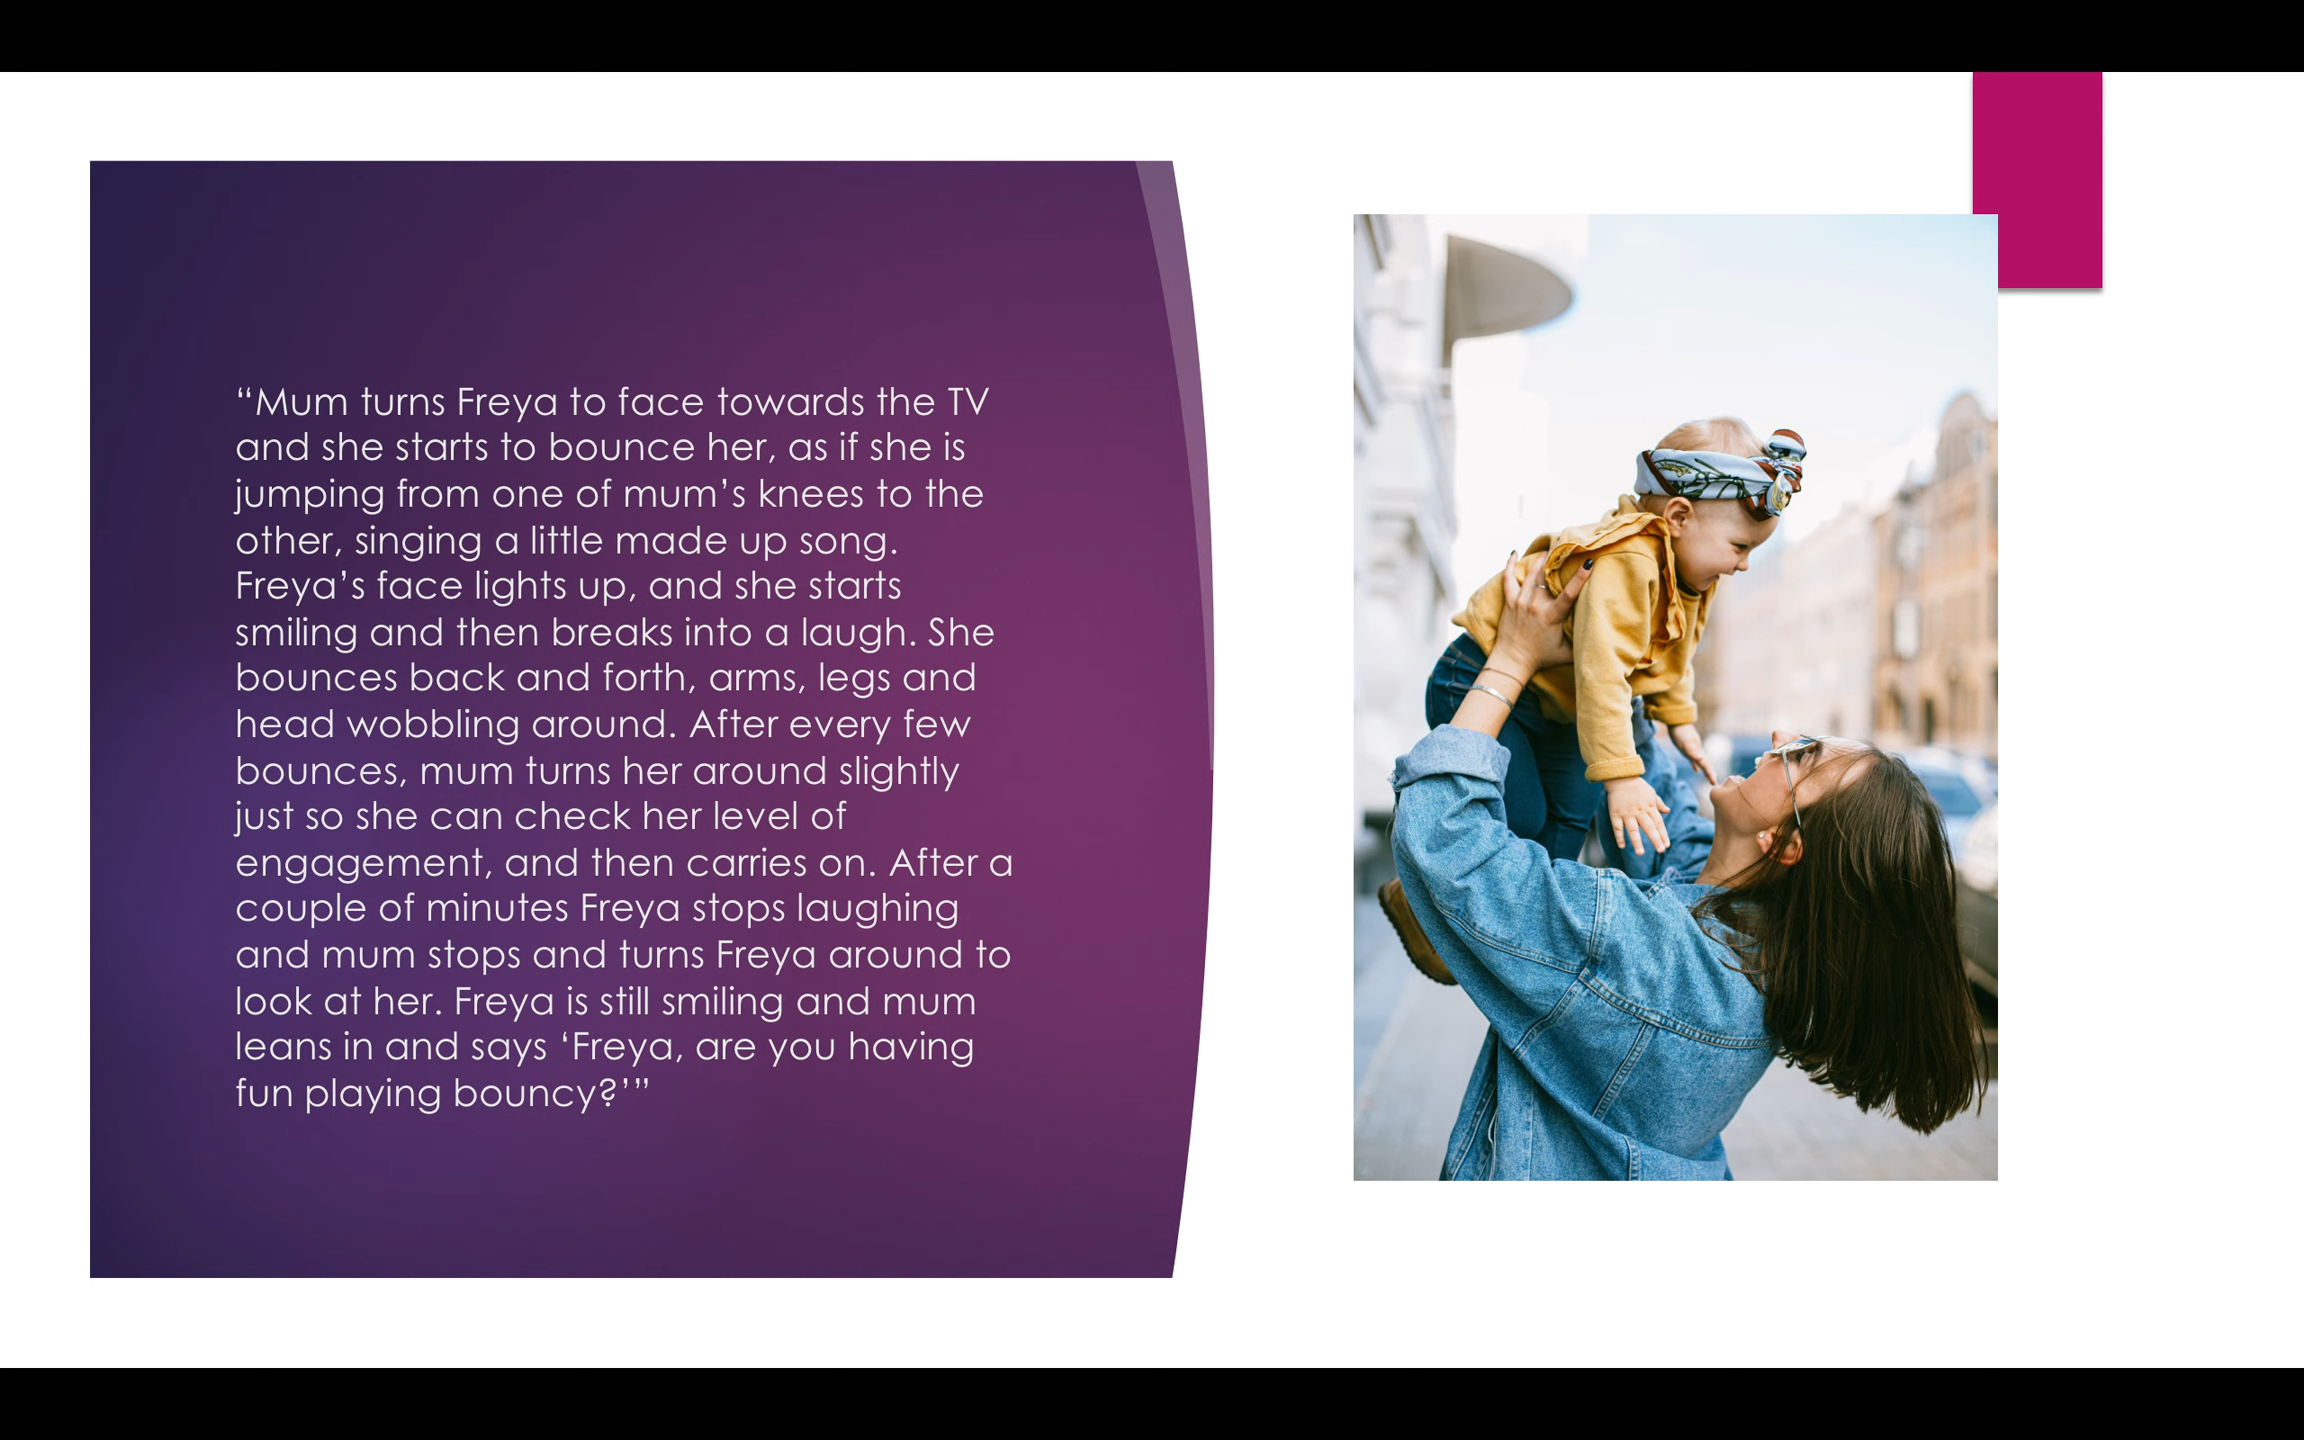 “Mum turns Freya to face towards the TV
and she starts to bounce her, as if she is
jumping from one of mum’s knees to the
other, singing a little made up song.
Freya’s face lights up, and she starts
smiling and then breaks into a laugh. She
bounces back and forth, arms, legs and
head wobbling around. After every few
bounces, mum turns her around slightly
just so she can check her level of
engagement, and then carries on. After a
couple of minutes Freya stops laughing
and mum stops and turns Freya around to
look at her. Freya is still smiling and mum
leans in and says ‘Freya, are you having
fun playing bouncy?’”